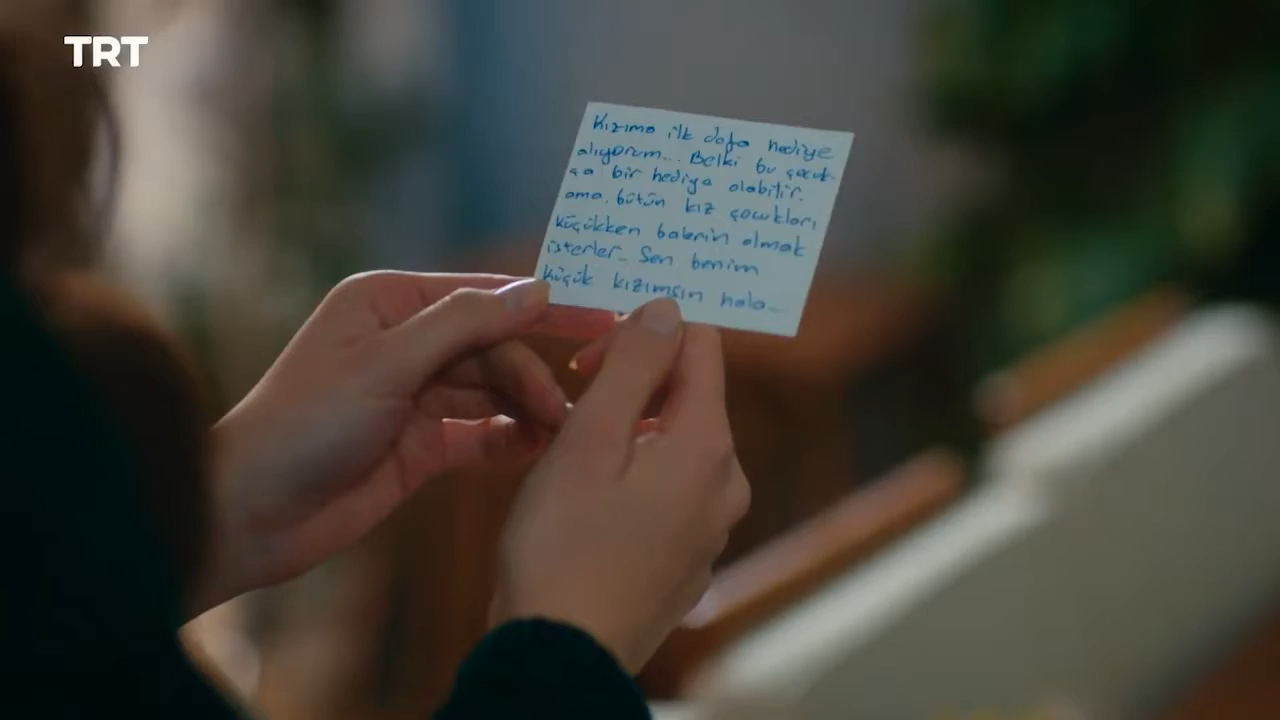 TRT
Kızıma ilk defa hediye
alıyorum... Belki bu çocuk-
ça bir hediye olabilir.
ama, bütün kız çocukları
küçükken balerin olmak
isterler.. Sen benim
küçük kızımsın hala...